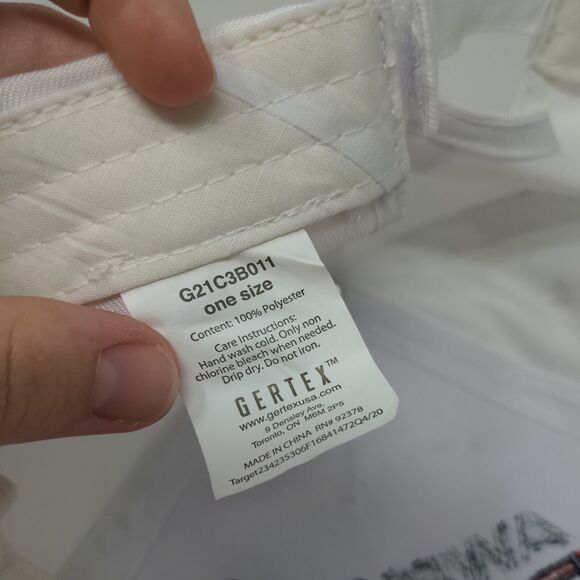 G21C3B011
one size
Content: 100% Polyester
Care Instructions:
Hand wash cold. Only non
chlorine bleach when needed.
Drip dry. Do not iron.
GERTEX™
www.gertexusa.com
9 Densley Ave.
Toronto, ON M6M 2P5
MADE IN CHINA RN# 92378
Target234235306F16841472Q4/20